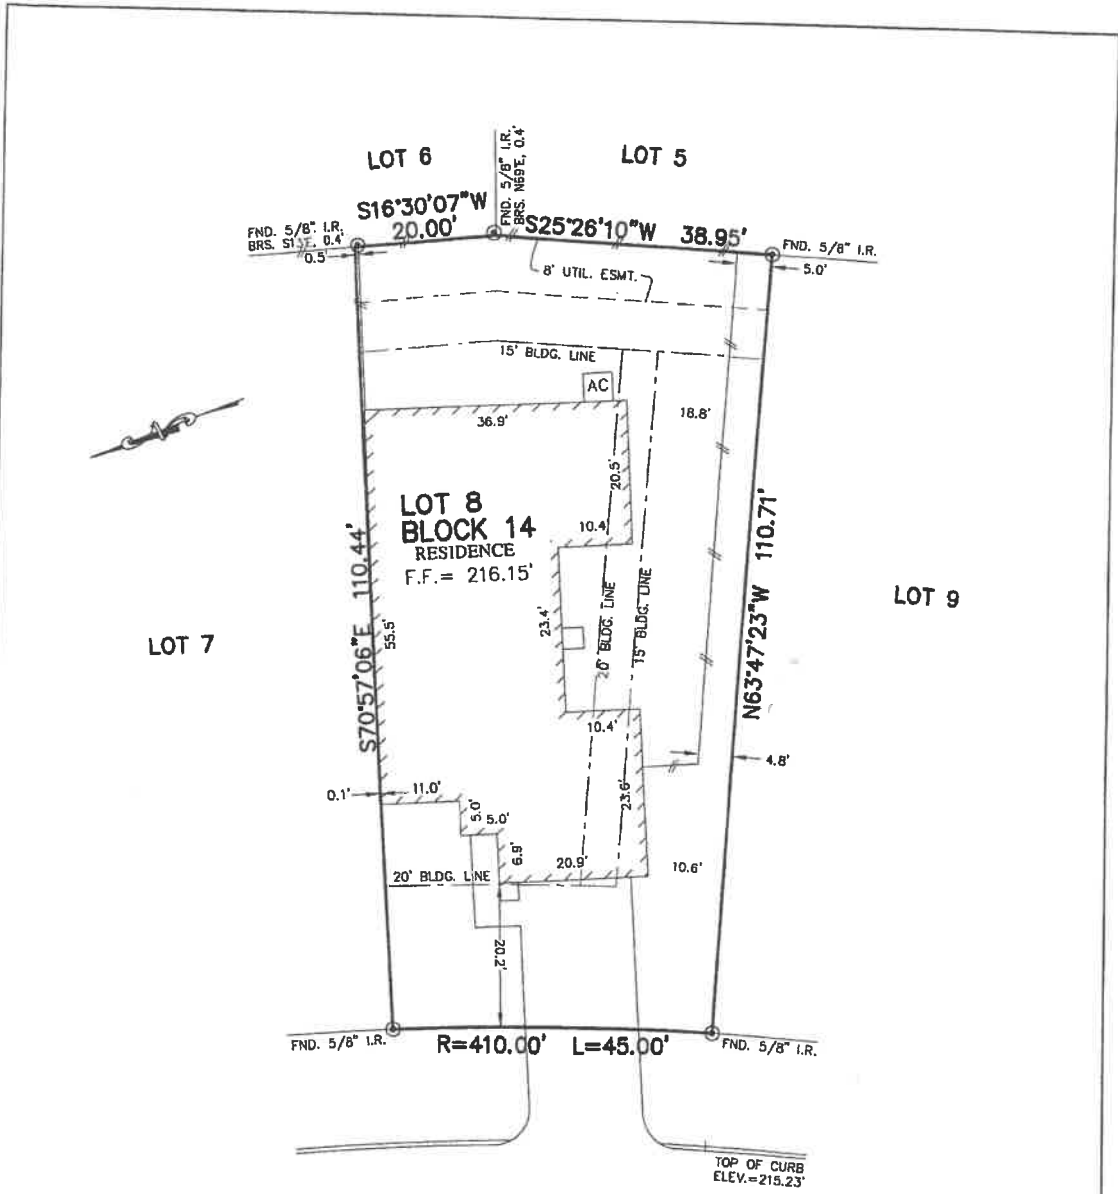 LOT 6
LOT 5
FND. 5/8" I.R.
BRS. N69°E, 0.4'
S16°30'07"W
20.00'
S25°26'10"W 38.95'
FND. 5/8" I.R.
0.4'
0.5'
FND. 5/8" I.R.
5.0'
8' UTIL. ESMT.
15' BLDG. LINE
AC
36.9'
18.8'
20.5'
LOT 8
BLOCK 14
RESIDENCE
F.F.= 216.15'
10.4
S70°57'06"E 110.44'
55.5'
23.4'
20' BLDG. LINE
15' BLDG. LINE
N63°47'23"W 110.71'
LOT 9
LOT 7
10.4'
4.8'
0.1'
11.0'
5.0'
5.0'
23.6'
6.9'
20.9'
10.6'
20' BLDG. LINE
20.2'
FND. 5/8" I.R.
R=410.00' L=45.00'
FND. 5/8" I.R.
TOP OF CURB
ELEV.=215.23'